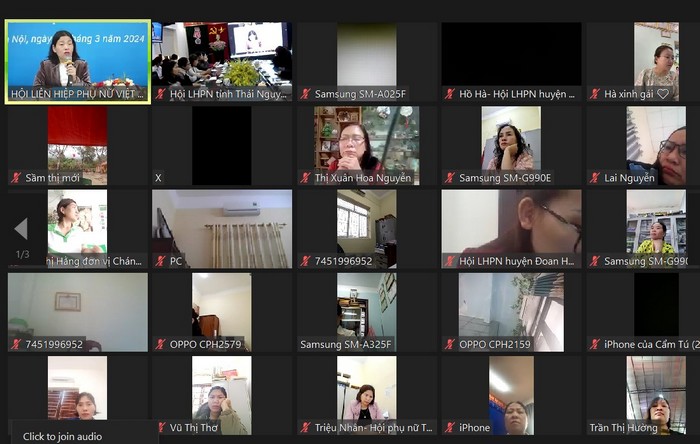 Nội, ngày
tháng 3 năm 2024
HỘI LIÊN HIỆP PHỤ NỮ VIỆT ...
Hội LHPN tỉnh Thái Nguy...
Samsung SM-A025F
Hồ Hà- Hội LHPN huyện ...
Hà xinh gái ♡
Sầm thị mới
X
Thị Xuân Hoa Nguyễn
Samsung SM-G990E
Lai Nguyễn
1/3
hị Hằng đơn vị Chán...
PC
7451996952
Hội LHPN huyện Đoan H...
Samsung SM-G990
7451996952
OPPO CPH2579
Samsung SM-A325F
OPPO CPH2159
iPhone của Cẩm Tú (2
Click to join audio
Vũ Thị Thơ
Triệu Nhân- Hội phụ nữ T...
iPhone
Trần Thị Hường